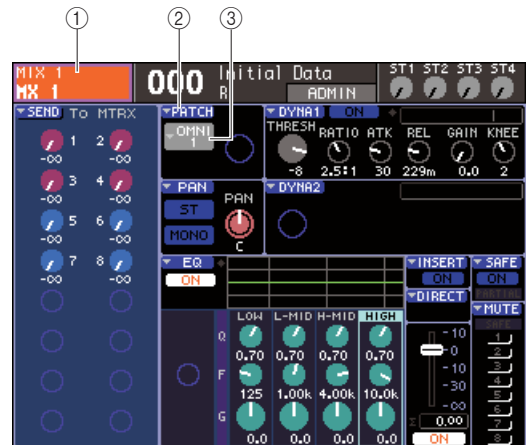 ① ② ③
MIX 1
MX 1
000 Initial Data
R ADMIN
ST1 ST2 ST3 ST4
SEND To MTRX
1 2
-∞ -∞
3 4
-∞ -∞
5 6
-∞ -∞
7 8
-∞ -∞
PATCH
OMNI
1
PAN
ST
MONO
PAN
C
DYNA1 ON
THRESH RATIO ATK REL GAIN KNEE
-8 2.5:1 30 229m 0.0 2
DYNA2
EQ
ON
LOW L-MID H-MID HIGH
Q
0.70 0.70 0.70 0.70
F
125 1.00k 4.00k 10.0k
G
0.0 0.0 0.0 0.0
INSERT
ON
DIRECT
10
0
-10
-30
-∞
Σ 0.00
ON
SAFE
ON
PARTIAL
MUTE
SAFE
1
2
3
4
5
6
7
8